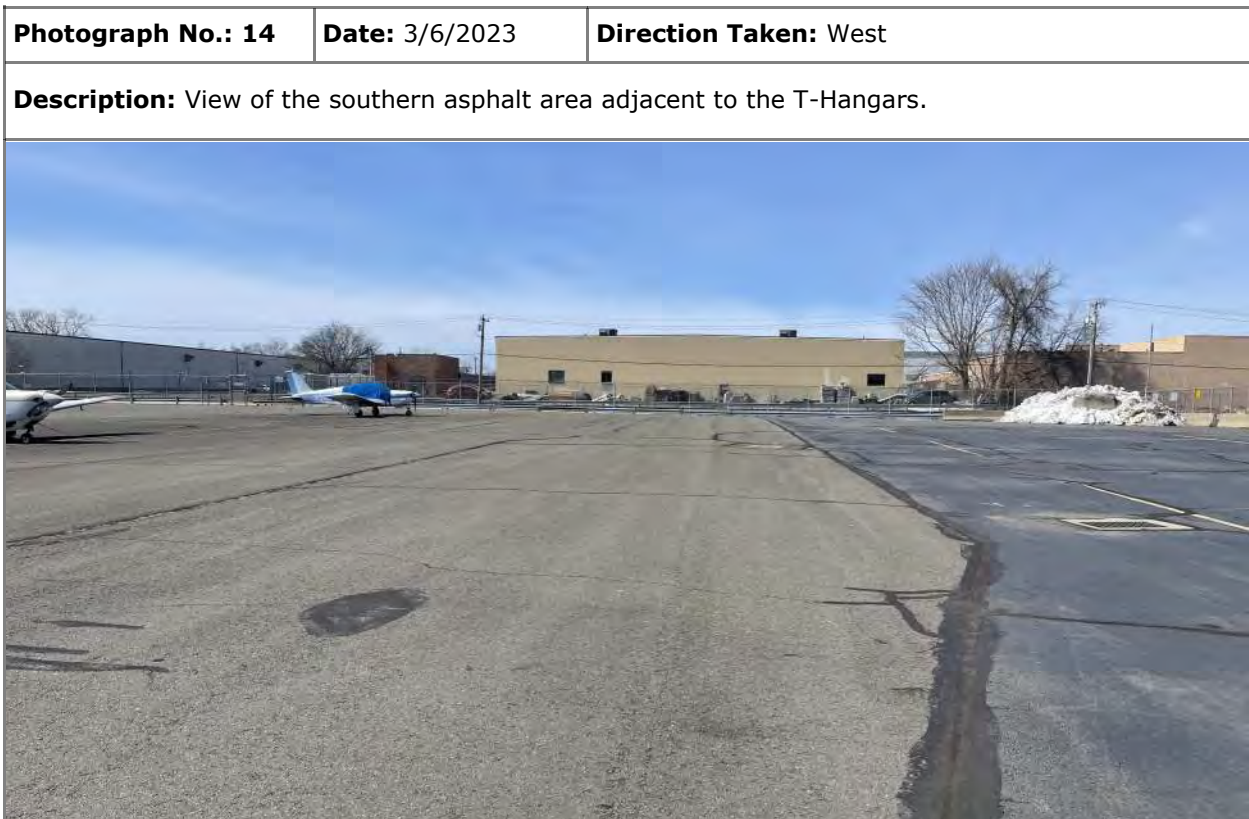 Photograph No.: 14 Date: 3/6/2023 Direction Taken: West
Description: View of the southern asphalt area adjacent to the T-Hangars.